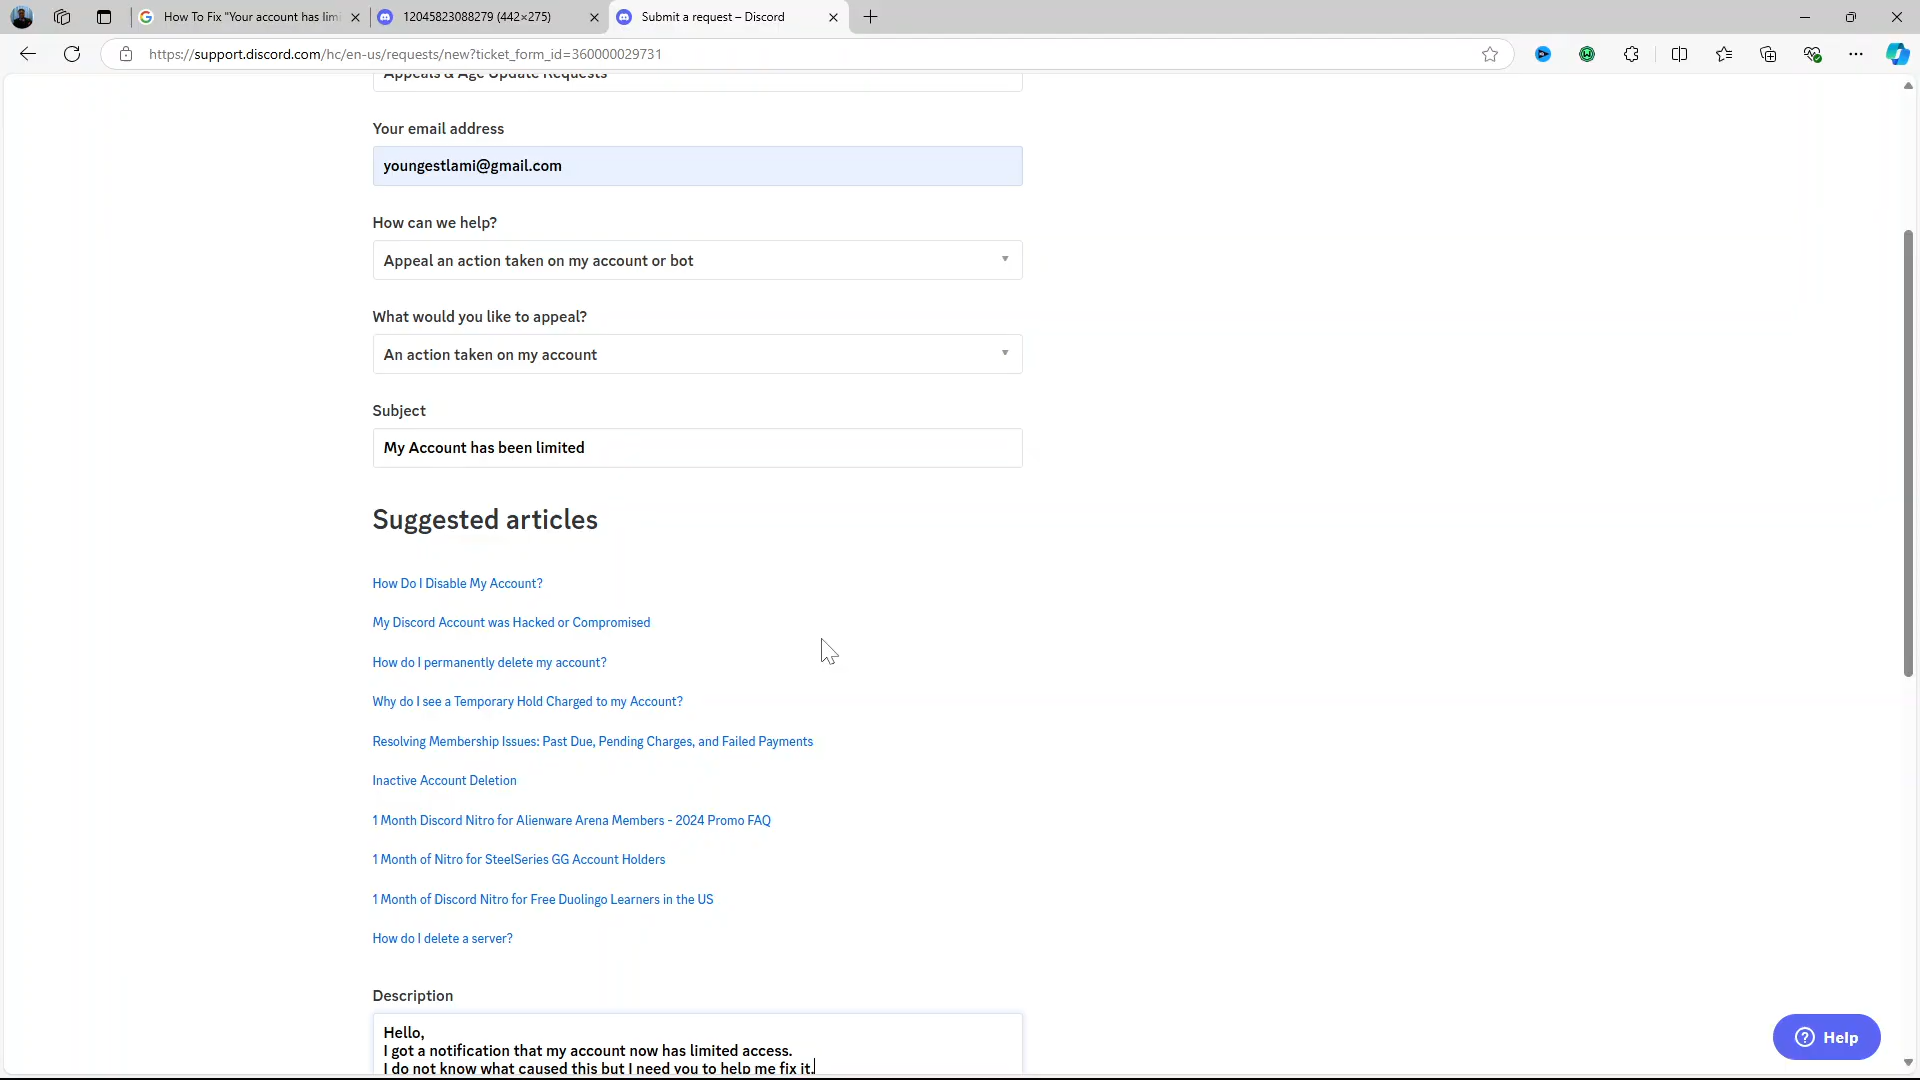 How To Fix "Your account has lim
12045823088279 (442×275)
Submit a request – Discord
https://support.discord.com/hc/en-us/requests/new?ticket_form_id=360000029731
Appeals & Age Update Requests
Your email address
youngestlami@gmail.com
How can we help?
Appeal an action taken on my account or bot
What would you like to appeal?
An action taken on my account
Subject
My Account has been limited
Suggested articles
How Do I Disable My Account?
My Discord Account was Hacked or Compromised
How do I permanently delete my account?
Why do I see a Temporary Hold Charged to my Account?
Resolving Membership Issues: Past Due, Pending Charges, and Failed Payments
Inactive Account Deletion
1 Month Discord Nitro for Alienware Arena Members - 2024 Promo FAQ
1 Month of Nitro for SteelSeries GG Account Holders
1 Month of Discord Nitro for Free Duolingo Learners in the US
How do I delete a server?
Description
Hello,
I got a notification that my account now has limited access.
I do not know what caused this but I need you to help me fix it.
Help